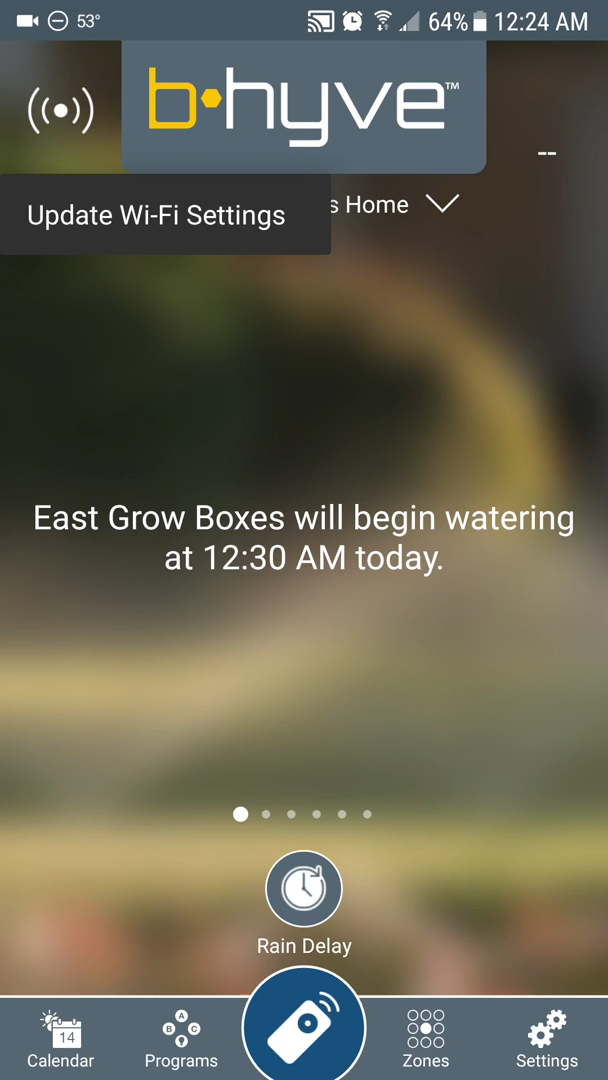 53°
64% 12:24 AM
b·hyve™
--
Update Wi-Fi Settings
s Home
East Grow Boxes will begin watering
at 12:30 AM today.
Rain Delay
14
A
B C
Calendar
Programs
Zones
Settings